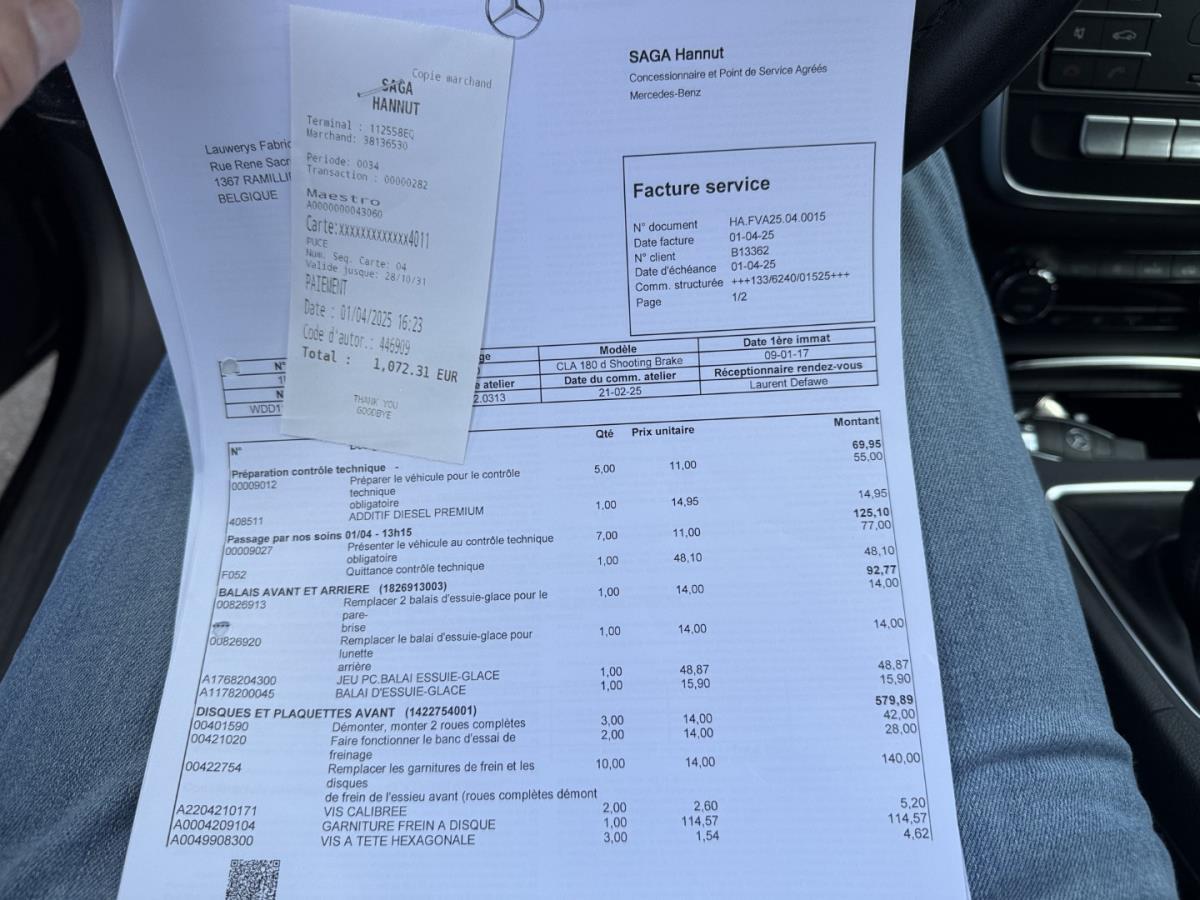 Copie marchand
SAGA
HANNUT
Terminal : 112558EQ
Marchand: 38136530
Periode: 0034
Transaction : 00000282
Maestro
A0000000043060
Carte:xxxxxxxxxxxxx4011
PUCE
Num. Seq. Carte: 04
Valide jusque: 28/10/31
PAIEMENT
Date : 01/04/2025 16:23
Code d'autor.: 446909
Total : 1,072.31 EUR
THANK YOU
GOODBYE
SAGA Hannut
Concessionaire et Point de Service Agréés
Mercedes-Benz
Lauwerys
Rue Rene
1367
BELGIQUE
Facture service
N° document HA.FVA25.04.0015
Date facture 01-04-25
N° client B13362
Date d'échéance 01-04-25
Comm. structurée +++133/6240/01525+++
Page 1/2
Modèle Date 1ère immat
CLA 180 d Shooting Brake 09-01-17
atelier Date du comm. atelier Réceptionnaire rendez-vous
21-02-25 Laurent Defawe
N° Qté Prix unitaire Montant
Préparation contrôle technique - 69,95
00009012 Préparer le véhicule pour le contrôle 5,00 11,00 55,00
technique
obligatoire
408511 ADDITIF DIESEL PREMIUM 1,00 14,95 14,95
Passage par nos soins 01/04 - 13h15 125,10
00009027 Présenter le véhicule au contrôle technique 7,00 11,00 77,00
obligatoire
F052 Quittance contrôle technique 1,00 48,10 48,10
BALAIS AVANT ET ARRIERE (1826913003) 92,77
00826913 Remplacer 2 balais d'essuie-glace pour le 1,00 14,00 14,00
pare-
brise
00826920 Remplacer le balai d'essuie-glace pour 1,00 14,00 14,00
lunette
arrière
A1768204300 JEU PC.BALAI ESSUIE-GLACE 1,00 48,87 48,87
A1178200045 BALAI D'ESSUIE-GLACE 1,00 15,90 15,90
DISQUES ET PLAQUETTES AVANT (1422754001) 579,89
00401590 Démonter, monter 2 roues complètes 3,00 14,00 42,00
00421020 Faire fonctionner le banc d'essai de 2,00 14,00 28,00
freinage
00422754 Remplacer les garnitures de frein et les 10,00 14,00 140,00
disques
de frein de l'essieu avant (roues complètes démont
A2204210171 VIS CALIBREE 2,00 2,60 5,20
A0004209104 GARNITURE FREIN A DISQUE 1,00 114,57 114,57
A0049908300 VIS A TETE HEXAGONALE 3,00 1,54 4,62